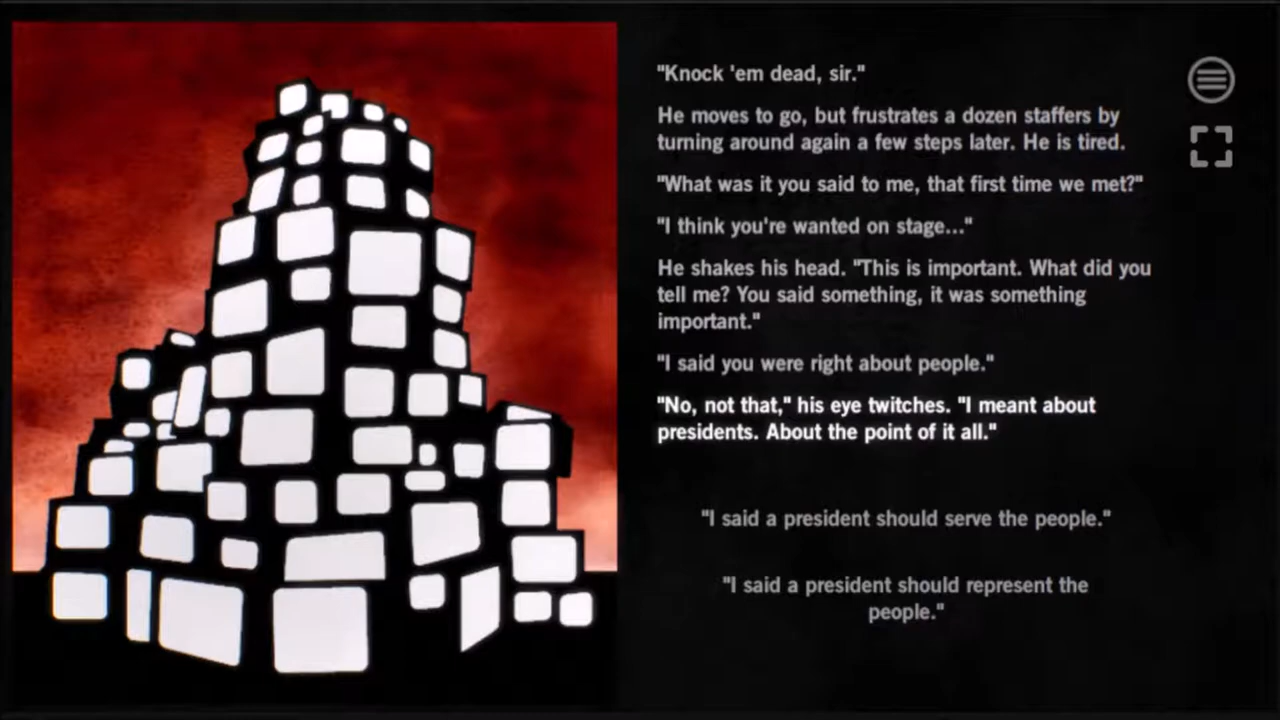 "Knock 'em dead, sir."
He moves to go, but frustrates a dozen staffers by
turning around again a few steps later. He is tired.
"What was it you said to me, that first time we met?"
"I think you're wanted on stage..."
He shakes his head. "This is important. What did you
tell me? You said something, it was something
important."
"I said you were right about people."
"No, not that," his eye twitches. "I meant about
presidents. About the point of it all."
"I said a president should serve the people."
"I said a president should represent the
people."